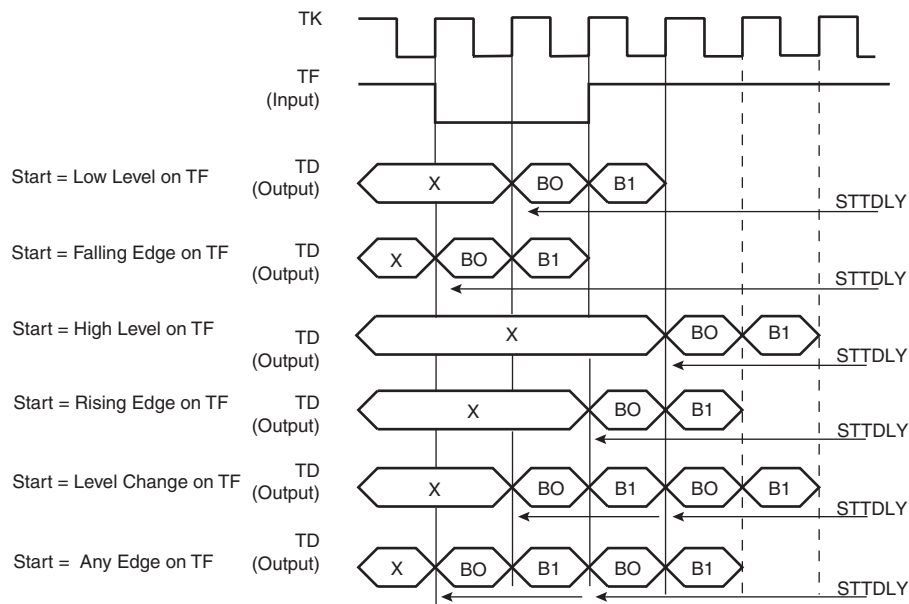 TK
TF
(Input)
Start = Low Level on TF
TD
(Output)
X
BO
B1
STTDLY
Start = Falling Edge on TF
TD
(Output)
X
BO
B1
STTDLY
Start = High Level on TF
TD
(Output)
X
BO
B1
STTDLY
Start = Rising Edge on TF
TD
(Output)
X
BO
B1
STTDLY
Start = Level Change on TF
TD
(Output)
X
BO
B1
BO
B1
STTDLY
Start = Any Edge on TF
TD
(Output)
X
BO
B1
BO
B1
STTDLY